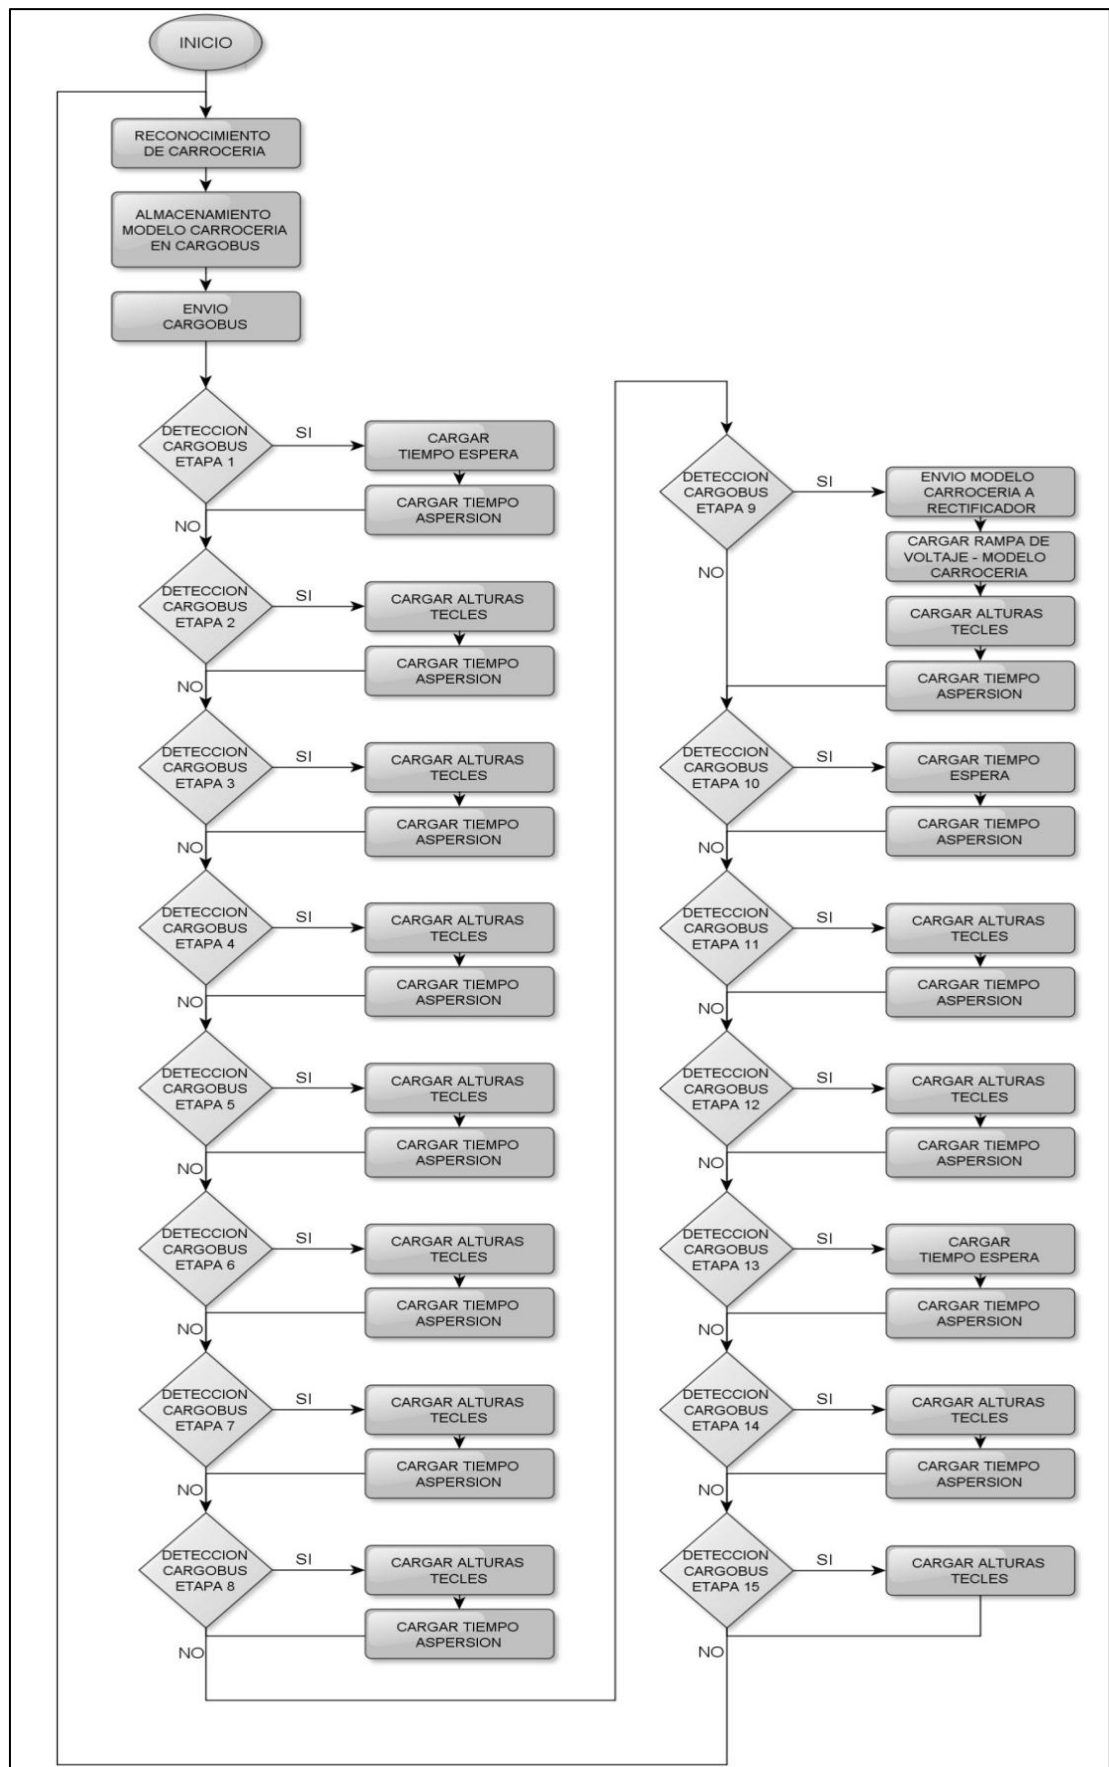 INICIO
RECONOCIMIENTO
DE CARROCERIA
ALMACENAMIENTO
MODELO CARROCERIA
EN CARGOBUS
ENVIO
CARGOBUS
DETECCION
CARGOBUS
ETAPA 1
SI
CARGAR
TIEMPO ESPERA
CARGAR TIEMPO
ASPERSION
NO
DETECCION
CARGOBUS
ETAPA 2
SI
CARGAR ALTURAS
TECLES
CARGAR TIEMPO
ASPERSION
NO
DETECCION
CARGOBUS
ETAPA 3
SI
CARGAR ALTURAS
TECLES
CARGAR TIEMPO
ASPERSION
NO
DETECCION
CARGOBUS
ETAPA 4
SI
CARGAR ALTURAS
TECLES
CARGAR TIEMPO
ASPERSION
NO
DETECCION
CARGOBUS
ETAPA 5
SI
CARGAR ALTURAS
TECLES
CARGAR TIEMPO
ASPERSION
NO
DETECCION
CARGOBUS
ETAPA 6
SI
CARGAR ALTURAS
TECLES
CARGAR TIEMPO
ASPERSION
NO
DETECCION
CARGOBUS
ETAPA 7
SI
CARGAR ALTURAS
TECLES
CARGAR TIEMPO
ASPERSION
NO
DETECCION
CARGOBUS
ETAPA 8
SI
CARGAR ALTURAS
TECLES
CARGAR TIEMPO
ASPERSION
NO
DETECCION
CARGOBUS
ETAPA 9
SI
ENVIO MODELO
CARROCERIA A
RECTIFICADOR
CARGAR RAMPA DE
VOLTAJE - MODELO
CARROCERIA
CARGAR ALTURAS
TECLES
CARGAR TIEMPO
ASPERSION
NO
DETECCION
CARGOBUS
ETAPA 10
SI
CARGAR TIEMPO
ESPERA
CARGAR TIEMPO
ASPERSION
NO
DETECCION
CARGOBUS
ETAPA 11
SI
CARGAR ALTURAS
TECLES
CARGAR TIEMPO
ASPERSION
NO
DETECCION
CARGOBUS
ETAPA 12
SI
CARGAR ALTURAS
TECLES
CARGAR TIEMPO
ASPERSION
NO
DETECCION
CARGOBUS
ETAPA 13
SI
CARGAR
TIEMPO ESPERA
CARGAR TIEMPO
ASPERSION
NO
DETECCION
CARGOBUS
ETAPA 14
SI
CARGAR ALTURAS
TECLES
CARGAR TIEMPO
ASPERSION
NO
DETECCION
CARGOBUS
ETAPA 15
SI
CARGAR ALTURAS
TECLES
NO